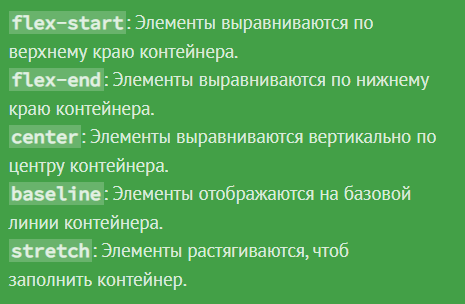 flex-start: Элементы выравниваются по
верхнему краю контейнера.
flex-end: Элементы выравниваются по нижнему
краю контейнера.
center: Элементы выравниваются вертикально по
центру контейнера.
baseline: Элементы отображаются на базовой
линии контейнера.
stretch: Элементы растягиваются, чтоб
заполнить контейнер.